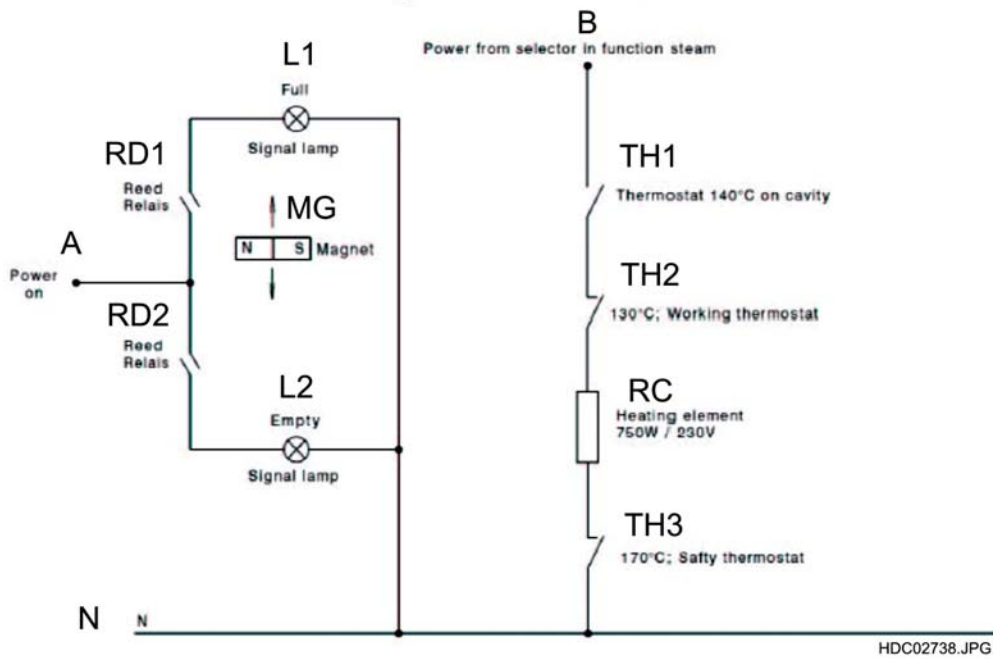 B
Power from selector in function steam
L1
Full
Signal lamp
RD1
Reed
Relais
MG
N S Magnet
A
Power
on
RD2
Reed
Relais
L2
Empty
Signal lamp
TH1
Thermostat 140°C on cavity
TH2
130°C; Working thermostat
RC
Heating element
750W / 230V
TH3
170°C; Safty thermostat
N N
HDC02738.JPG